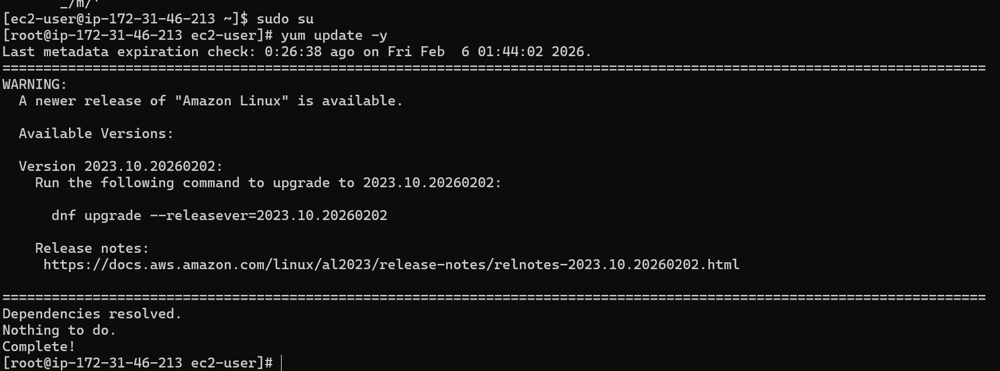 _/m/'
[ec2-user@ip-172-31-46-213 ~]$ sudo su
[root@ip-172-31-46-213 ec2-user]# yum update -y
Last metadata expiration check: 0:26:38 ago on Fri Feb  6 01:44:02 2026.
========================================================================================================================
WARNING:
  A newer release of "Amazon Linux" is available.

  Available Versions:

  Version 2023.10.20260202:
    Run the following command to upgrade to 2023.10.20260202:

      dnf upgrade --releasever=2023.10.20260202

    Release notes:
     https://docs.aws.amazon.com/linux/al2023/release-notes/relnotes-2023.10.20260202.html

========================================================================================================================
Dependencies resolved.
Nothing to do.
Complete!
[root@ip-172-31-46-213 ec2-user]#